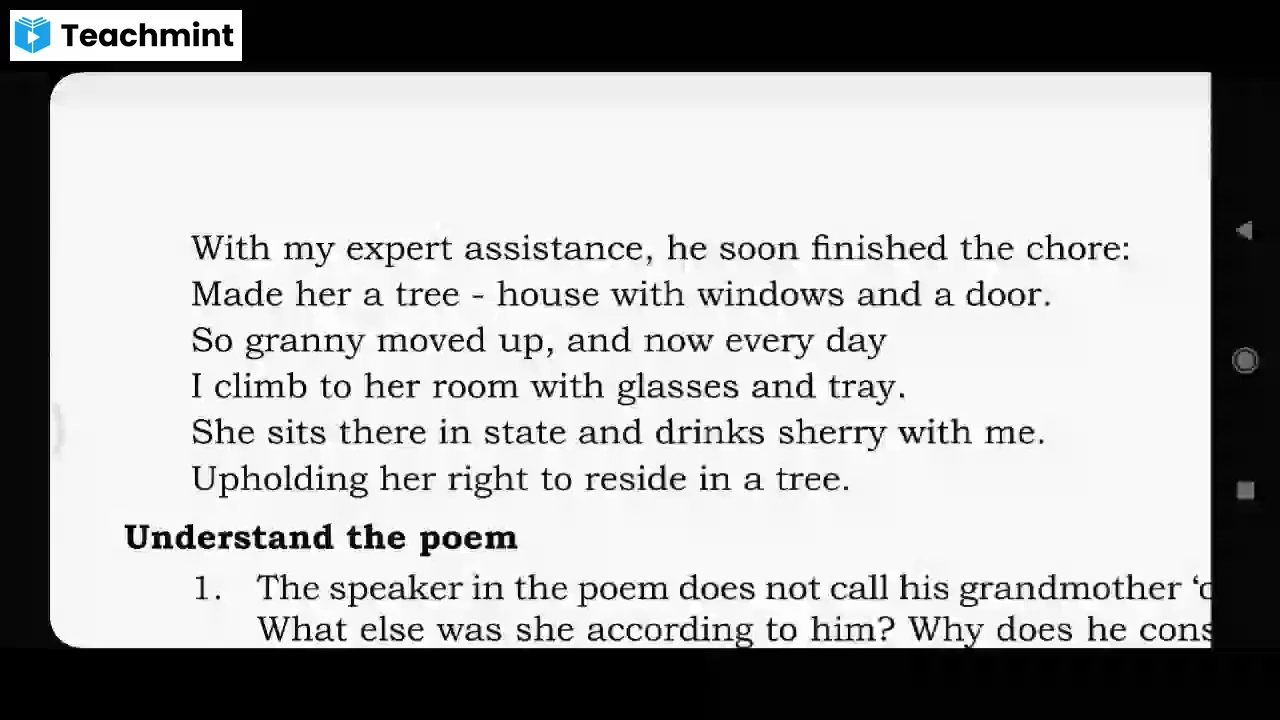 Teachmint
With my expert assistance, he soon finished the chore:
Made her a tree - house with windows and a door.
So granny moved up, and now every day
I climb to her room with glasses and tray.
She sits there in state and drinks sherry with me.
Upholding her right to reside in a tree.
Understand the poem
1. The speaker in the poem does not call his grandmother
What else was she according to him? Why does he